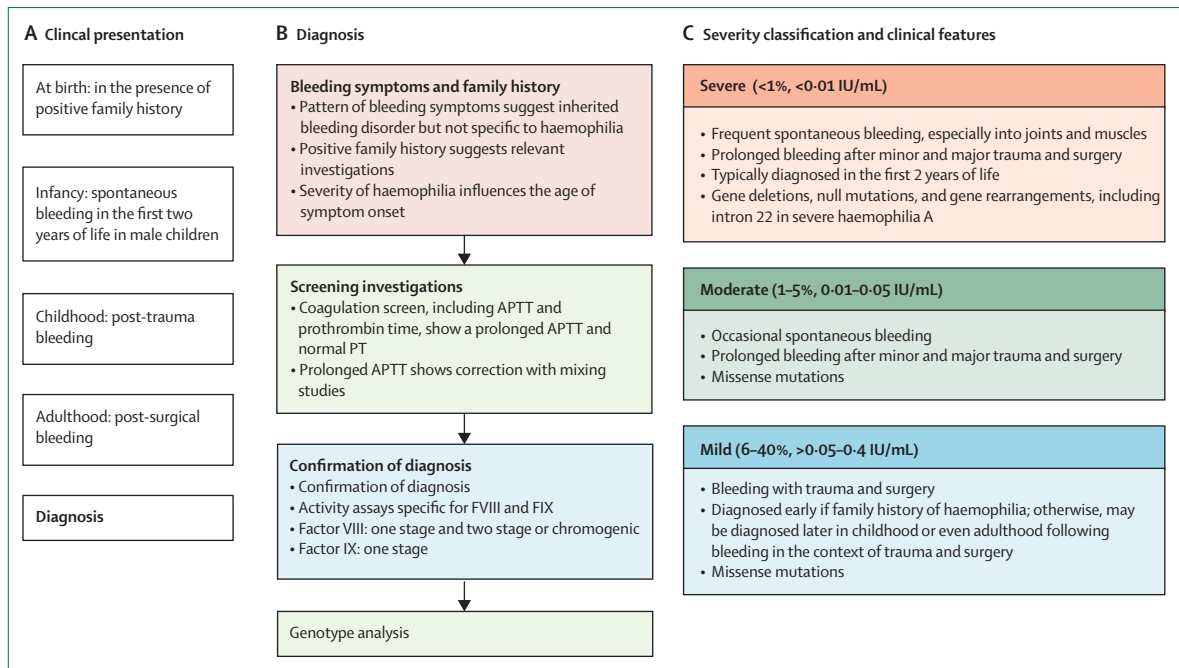 A Clincal presentation
At birth: in the presence of
positive family history
Infancy: spontaneous
bleeding in the first two
years of life in male children
Childhood: post-trauma
bleeding
Adulthood: post-surgical
bleeding
Diagnosis
B Diagnosis
Bleeding symptoms and family history
• Pattern of bleeding symptoms suggest inherited
bleeding disorder but not specific to haemophilia
• Positive family history suggests relevant
investigations
• Severity of haemophilia influences the age of
symptom onset
Screening investigations
• Coagulation screen, including APTT and
prothrombin time, show a prolonged APTT and
normal PT
• Prolonged APTT shows correction with mixing
studies
Confirmation of diagnosis
• Confirmation of diagnosis
• Activity assays specific for FVIII and FIX
• Factor VIII: one stage and two stage or chromogenic
• Factor IX: one stage
Genotype analysis
C Severity classification and clinical features
Severe (<1%, <0·01 IU/mL)
• Frequent spontaneous bleeding, especially into joints and muscles
• Prolonged bleeding after minor and major trauma and surgery
• Typically diagnosed in the first 2 years of life
• Gene deletions, null mutations, and gene rearrangements, including
intron 22 in severe haemophilia A
Moderate (1–5%, 0·01–0·05 IU/mL)
• Occasional spontaneous bleeding
• Prolonged bleeding after minor and major trauma and surgery
• Missense mutations
Mild (6–40%, >0·05–0·4 IU/mL)
• Bleeding with trauma and surgery
• Diagnosed early if family history of haemophilia; otherwise, may
be diagnosed later in childhood or even adulthood following
bleeding in the context of trauma and surgery
• Missense mutations